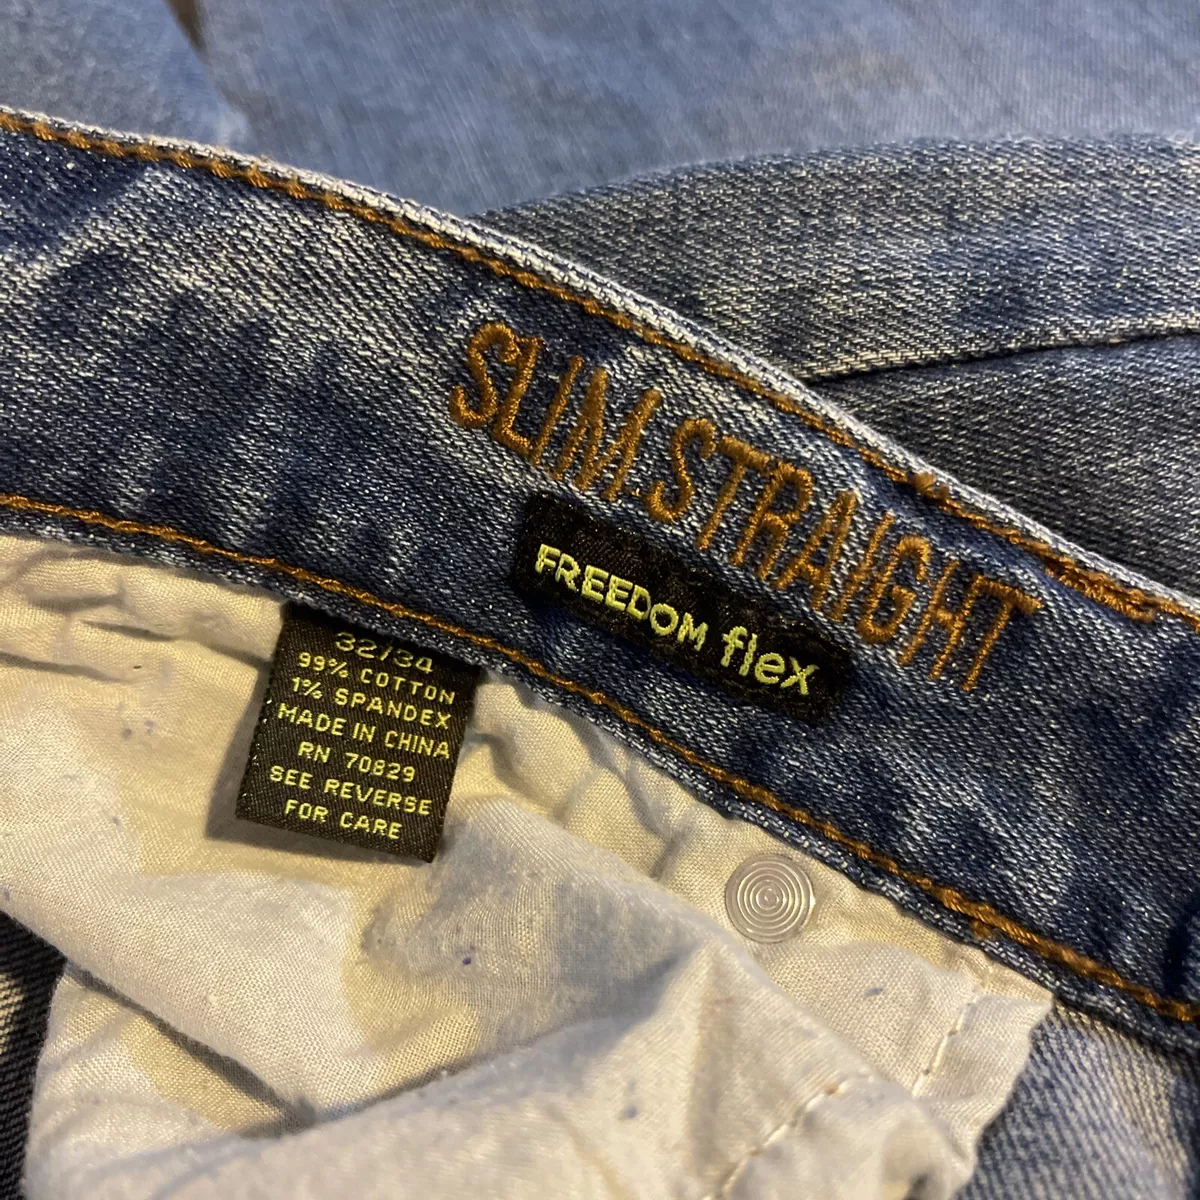 SLIM STRAIGHT
FREEDOM flex
32/34
99% COTTON
1% SPANDEX
MADE IN CHINA
RN 70829
SEE REVERSE
FOR CARE